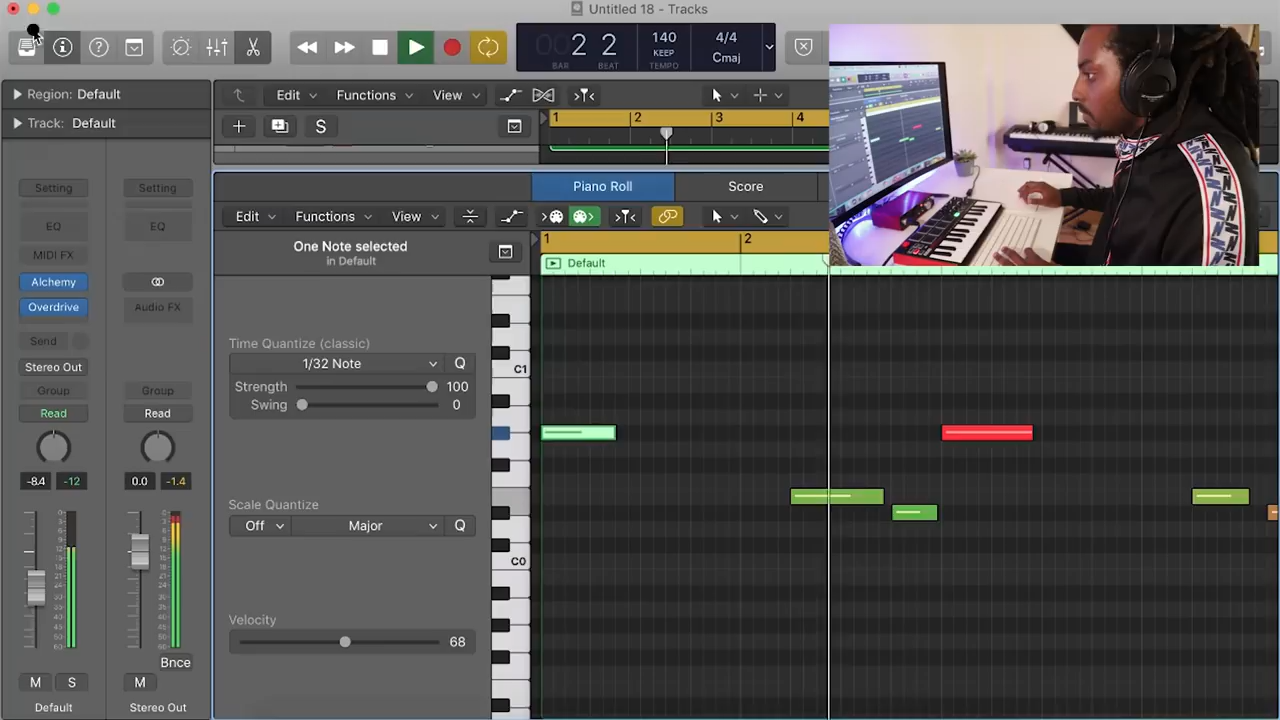 Untitled 18 - Tracks
002 2
BAR BEAT
140
KEEP
TEMPO
4/4
Cmaj
Region: Default
Edit Functions View
Track: Default
S
1 2 3 4
Setting Setting
Piano Roll Score
EQ EQ
Edit Functions View
MIDI FX
One Note selected
in Default
1 2
Default
Alchemy
Overdrive Audio FX
Send
Time Quantize (classic)
1/32 Note Q
Stereo Out
C1
Strength 100
Group Group
Swing 0
Read Read
-8.4 -12 0.0 -1.4
Scale Quantize
Off Major Q
C0
Velocity
68
Bnce
M S M
Default Stereo Out